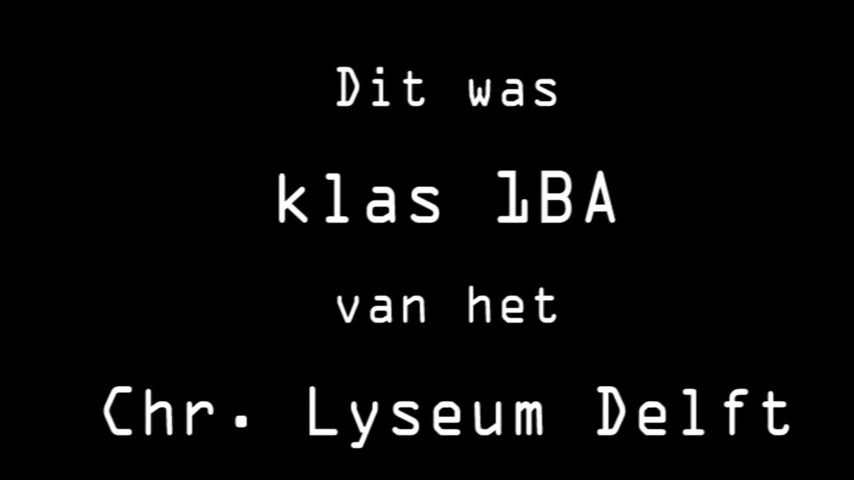 Dit was
klas 1BA
van het
Chr. Lyseum Delft